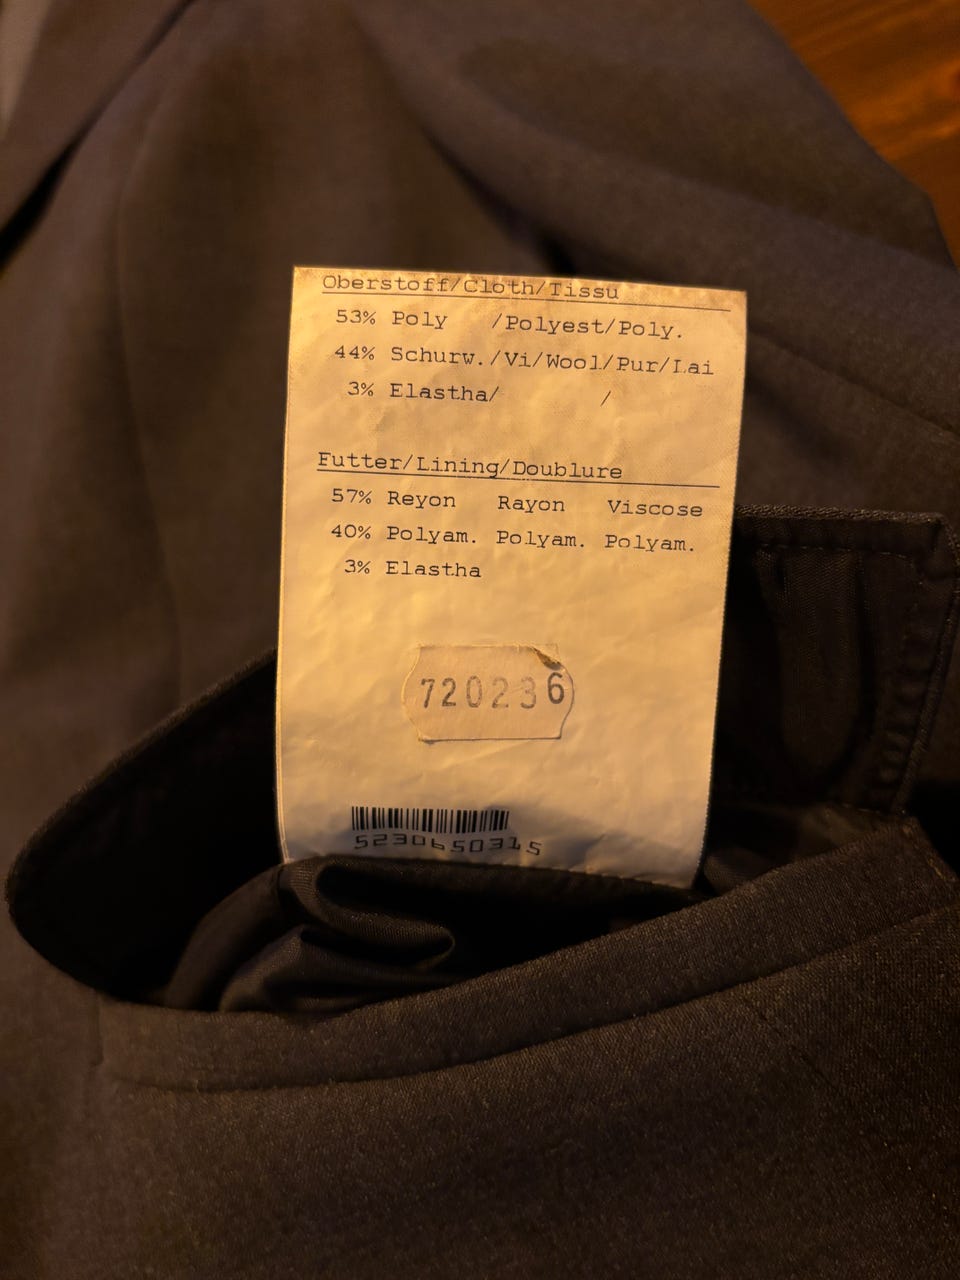 Oberstoff/Cloth/Tissu
53% Poly /Polyest/Poly.
44% Schurw./Vi/Wool/Pur/Lai
3% Elastha/ /
Futter/Lining/Doublure
57% Reyon Rayon Viscose
40% Polyam. Polyam. Polyam.
3% Elastha
720236
5230650315